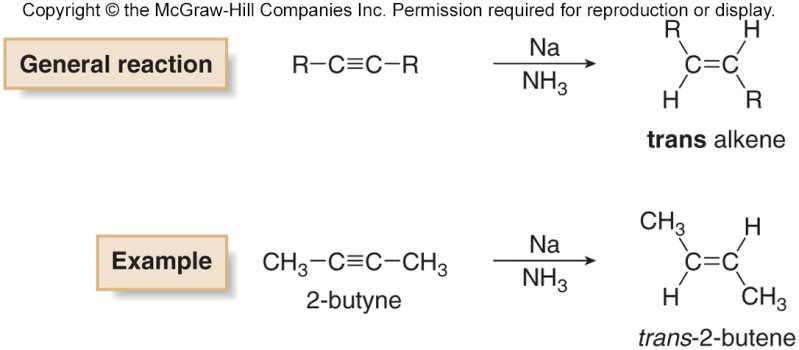 Copyright © the McGraw-Hill Companies Inc. Permission required for reproduction or display.
General reaction
R–C≡C–R
Na
NH₃
R H
C=C
H R
trans alkene
Example
CH₃–C≡C–CH₃
2-butyne
Na
NH₃
CH₃ H
C=C
H CH₃
trans-2-butene